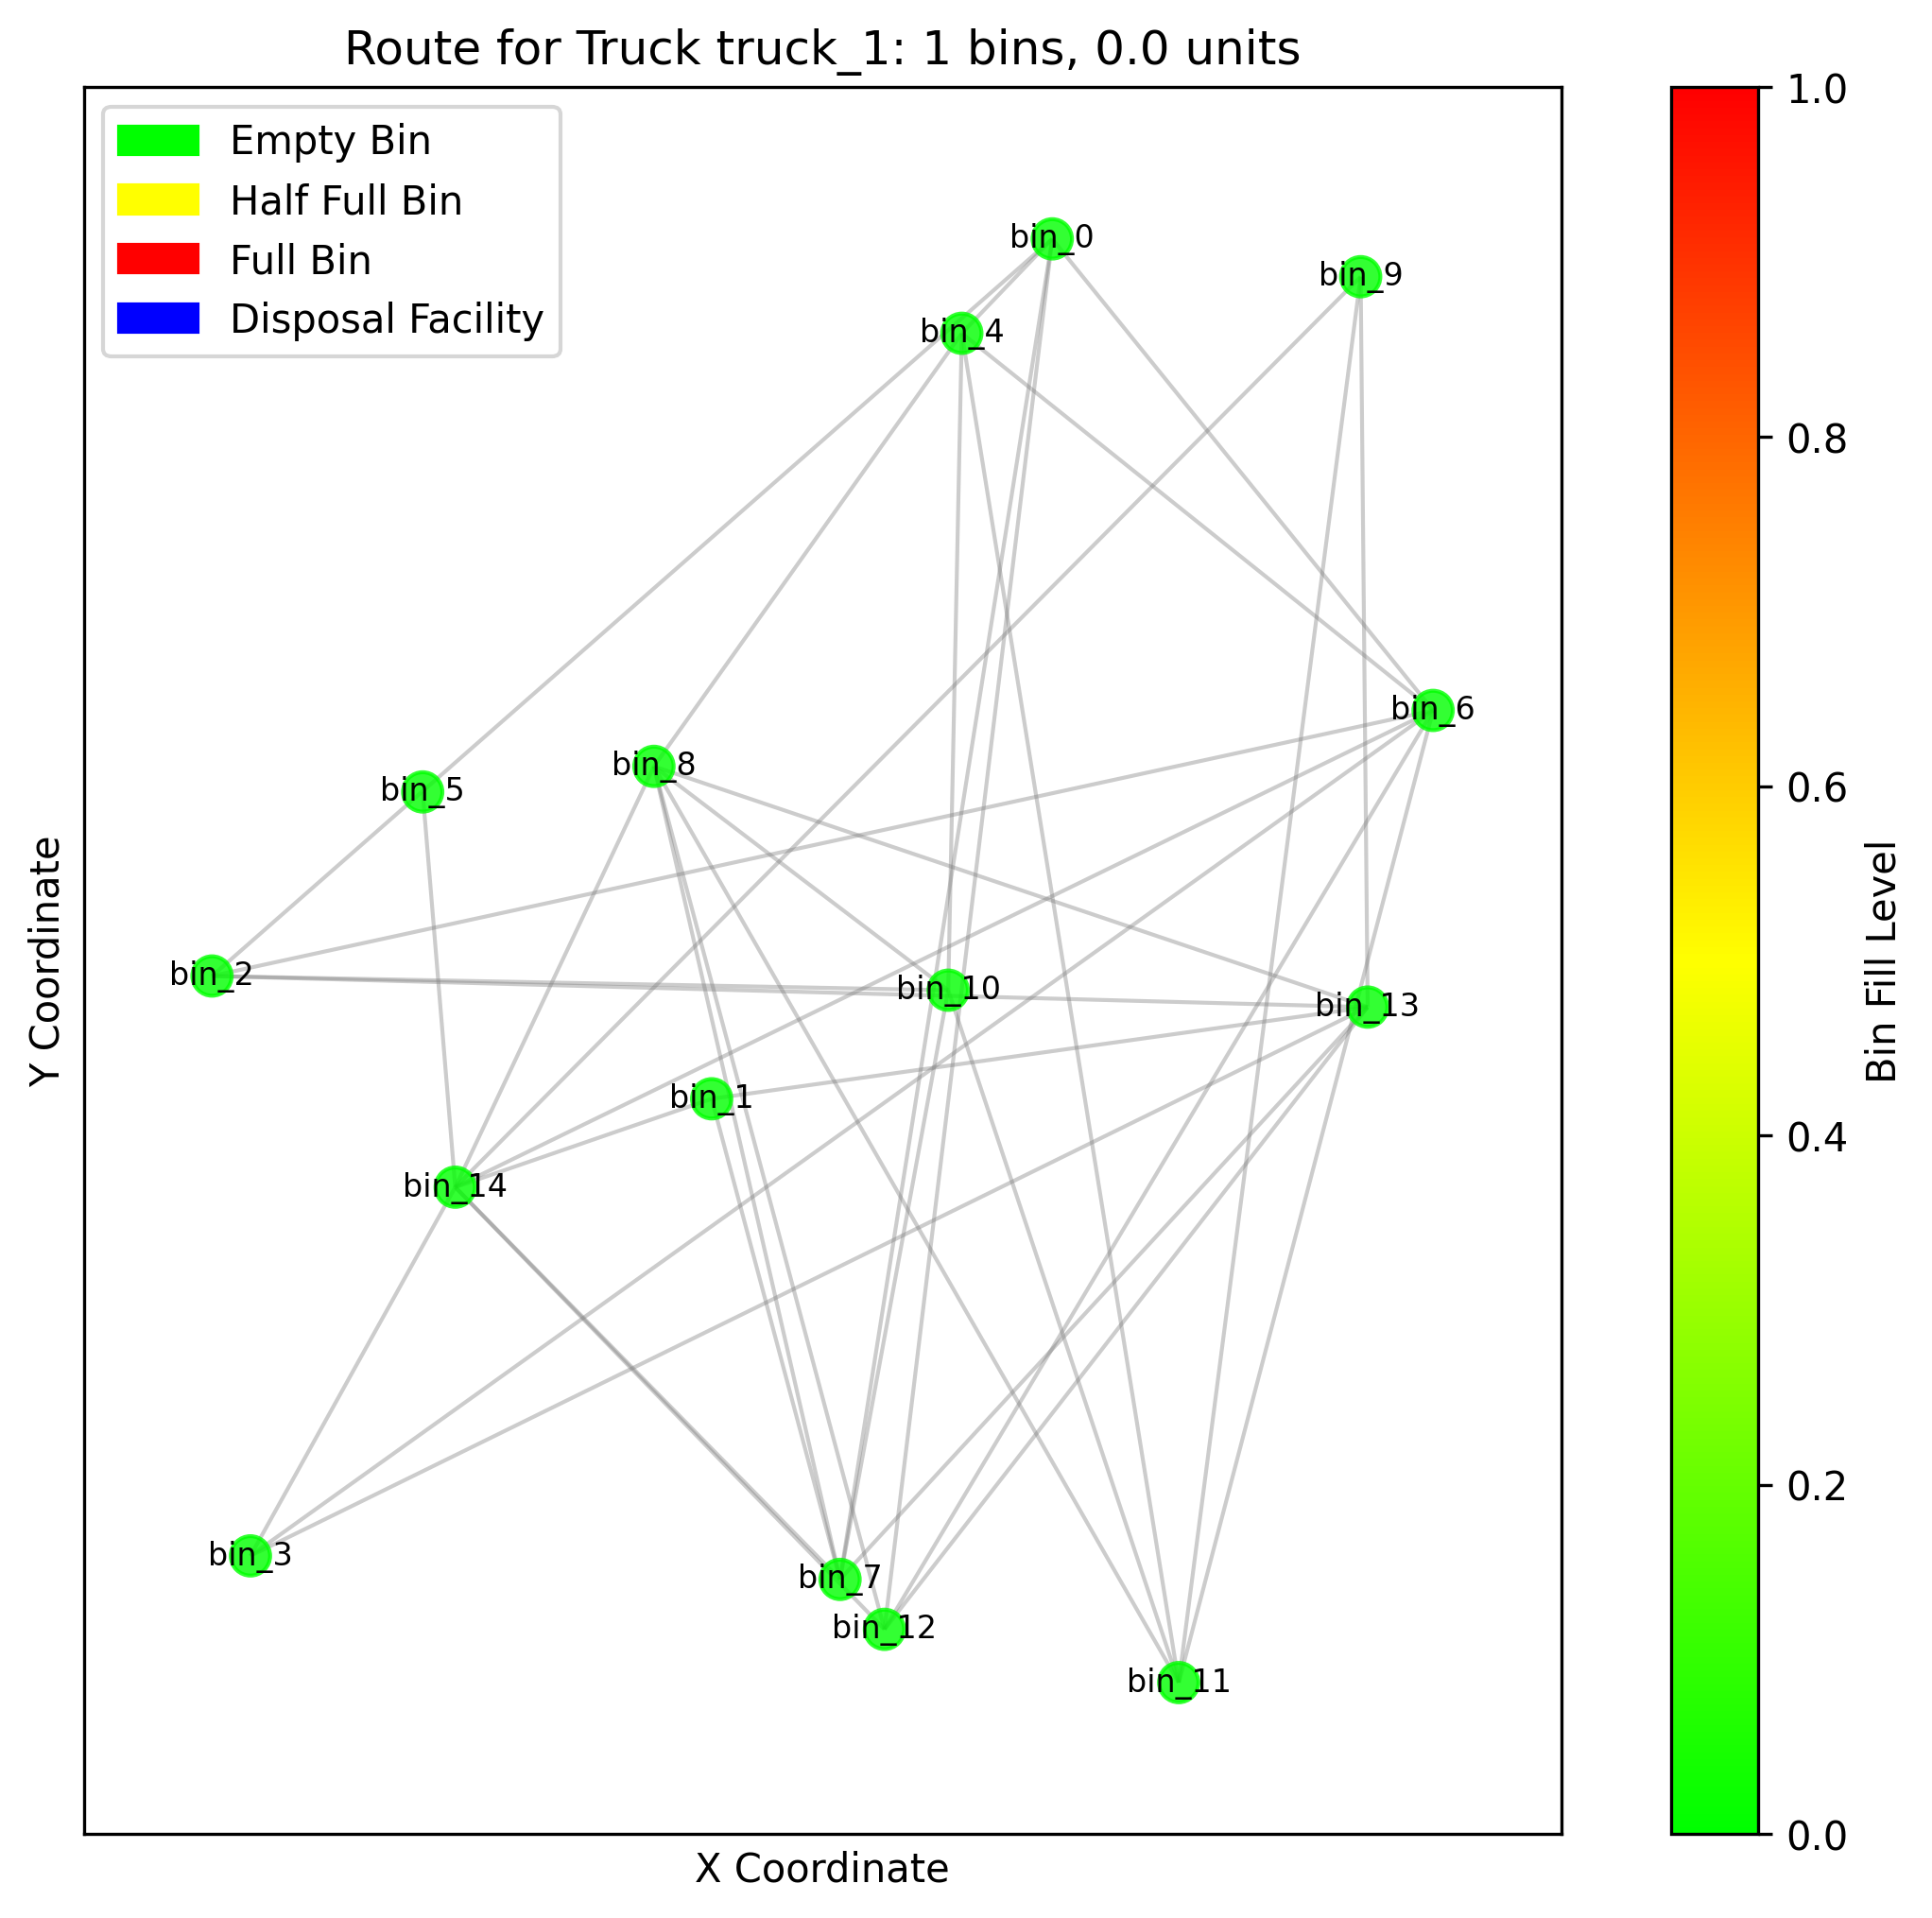 Route for Truck truck_1: 1 bins, 0.0 units
Empty Bin
Half Full Bin
Full Bin
Disposal Facility
bin_0
bin_9
bin_4
bin_6
bin_8
bin_5
bin_2
bin_10
bin_13
bin_1
bin_14
bin_3
bin_7
bin_12
bin_11
X Coordinate
Y Coordinate
1.0
0.8
0.6
0.4
0.2
0.0
Bin Fill Level